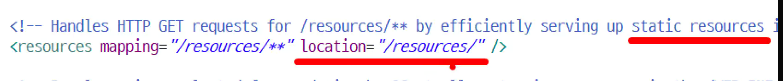 <!-- Handles HTTP GET requests for /resources/** by efficiently serving up static resources i
<resources mapping="/resources/**" location="/resources/" />